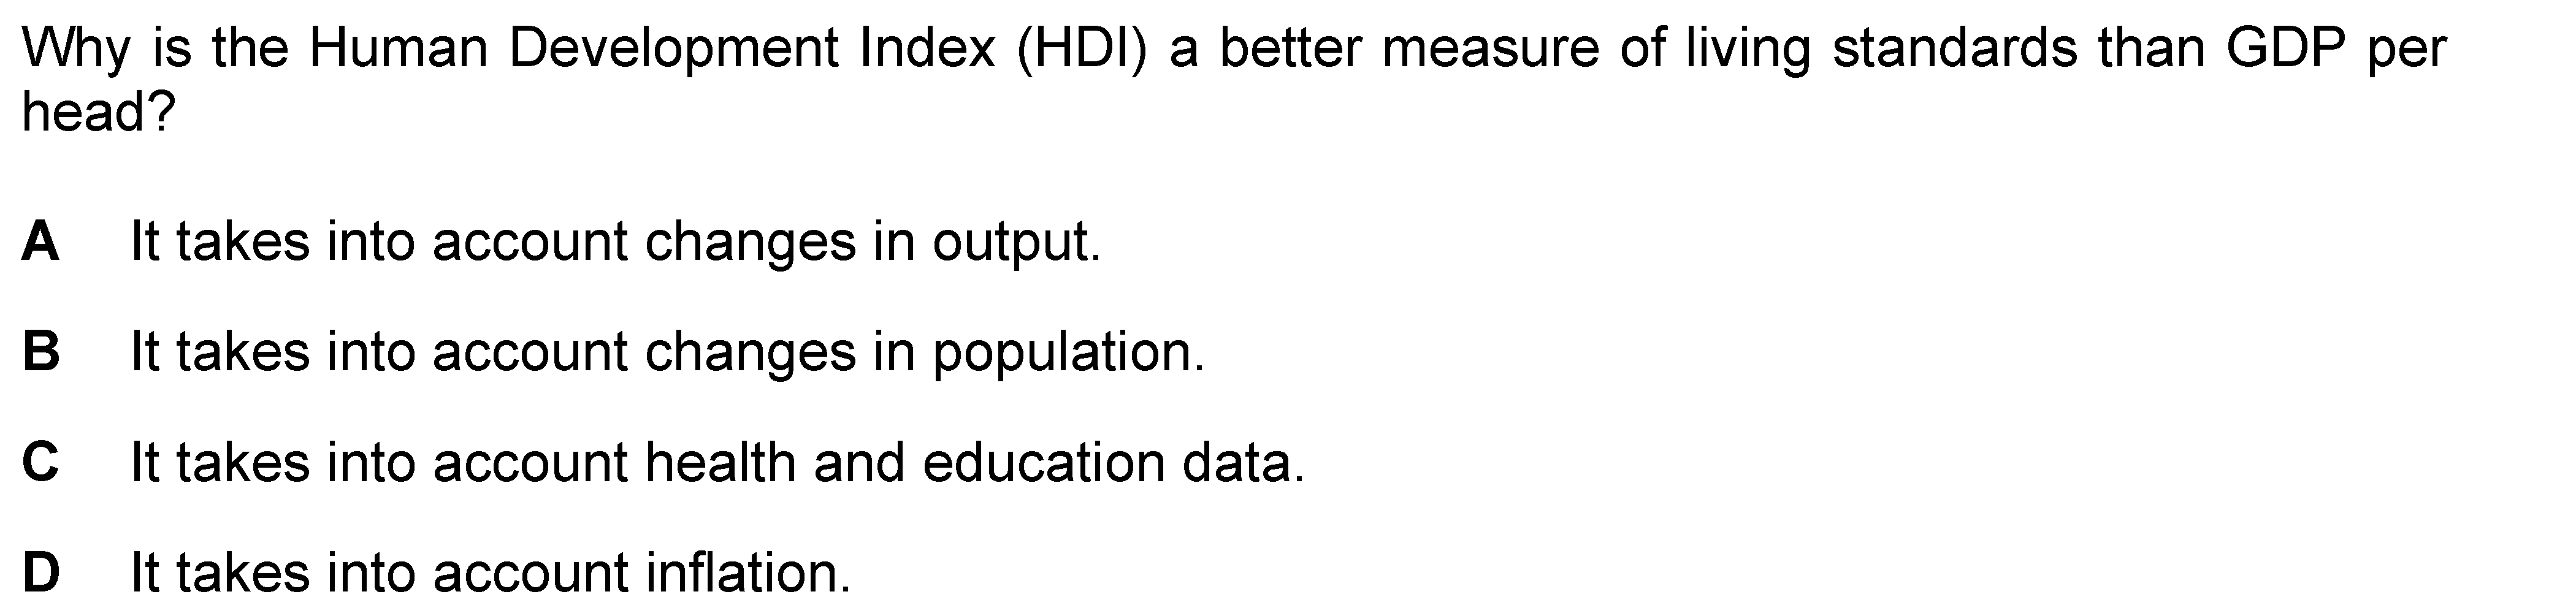 Why is the Human Development Index (HDI) a better measure of living standards than GDP per
head?
A It takes into account changes in output.
B It takes into account changes in population.
C It takes into account health and education data.
D It takes into account inflation.